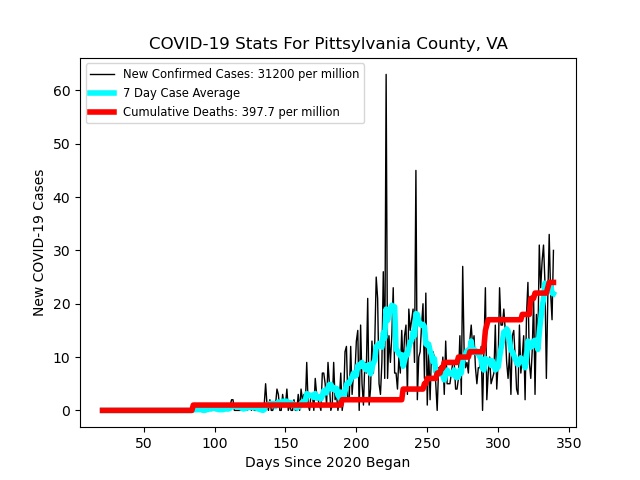 COVID-19 Stats For Pittsylvania County, VA
New Confirmed Cases: 31200 per million
7 Day Case Average
Cumulative Deaths: 397.7 per million
New COVID-19 Cases
60
50
40
30
20
10
0
50 100 150 200 250 300 350
Days Since 2020 Began